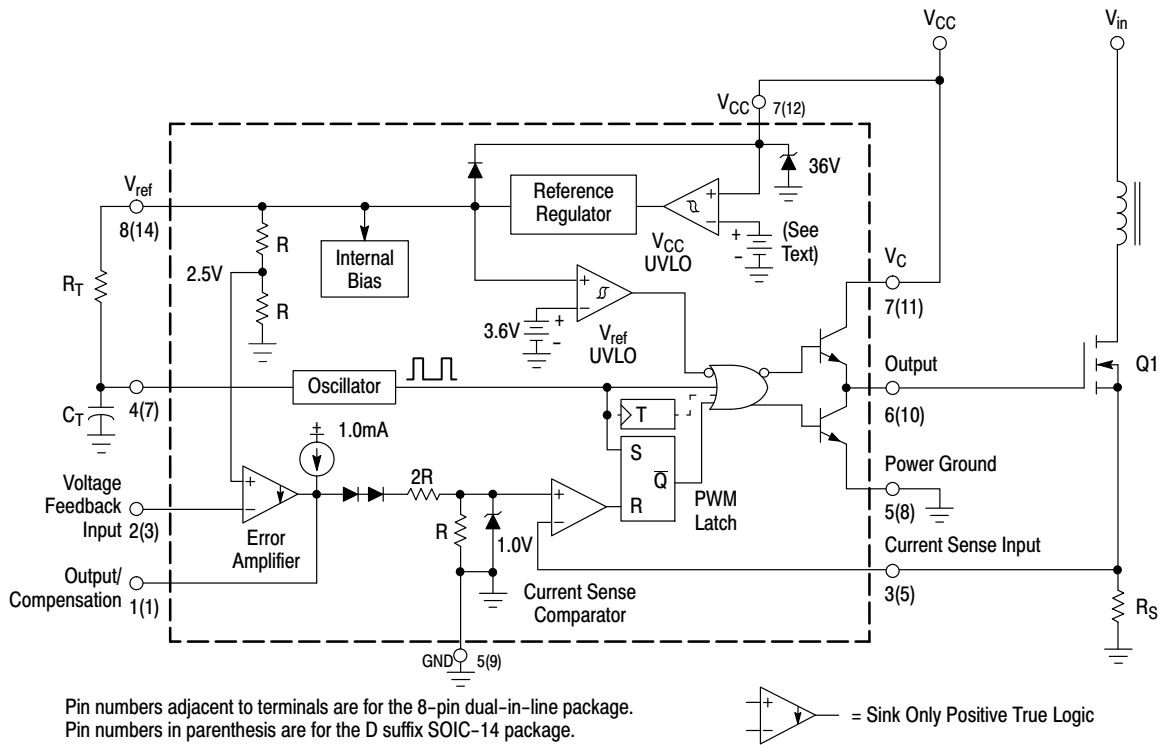 VCC
Vin
VCC 7(12)
36V
Vref
8(14)
Reference
Regulator
+
−
VCC
UVLO
+
−
(See
Text)
R
Internal
Bias
2.5V
R
RT
+
−
3.6V
+
−
Vref
UVLO
VC
7(11)
Output
6(10)
Q1
CT
4(7)
Oscillator
T
S
Q
R
PWM
Latch
1.0mA
+
Voltage
Feedback
Input 2(3)
+
−
Error
Amplifier
2R
R
1.0V
+
−
Current Sense
Comparator
Power Ground
5(8)
Current Sense Input
3(5)
RS
Output/
Compensation 1(1)
GND 5(9)
Pin numbers adjacent to terminals are for the 8−pin dual−in−line package.
Pin numbers in parenthesis are for the D suffix SOIC−14 package.
+
−
= Sink Only Positive True Logic